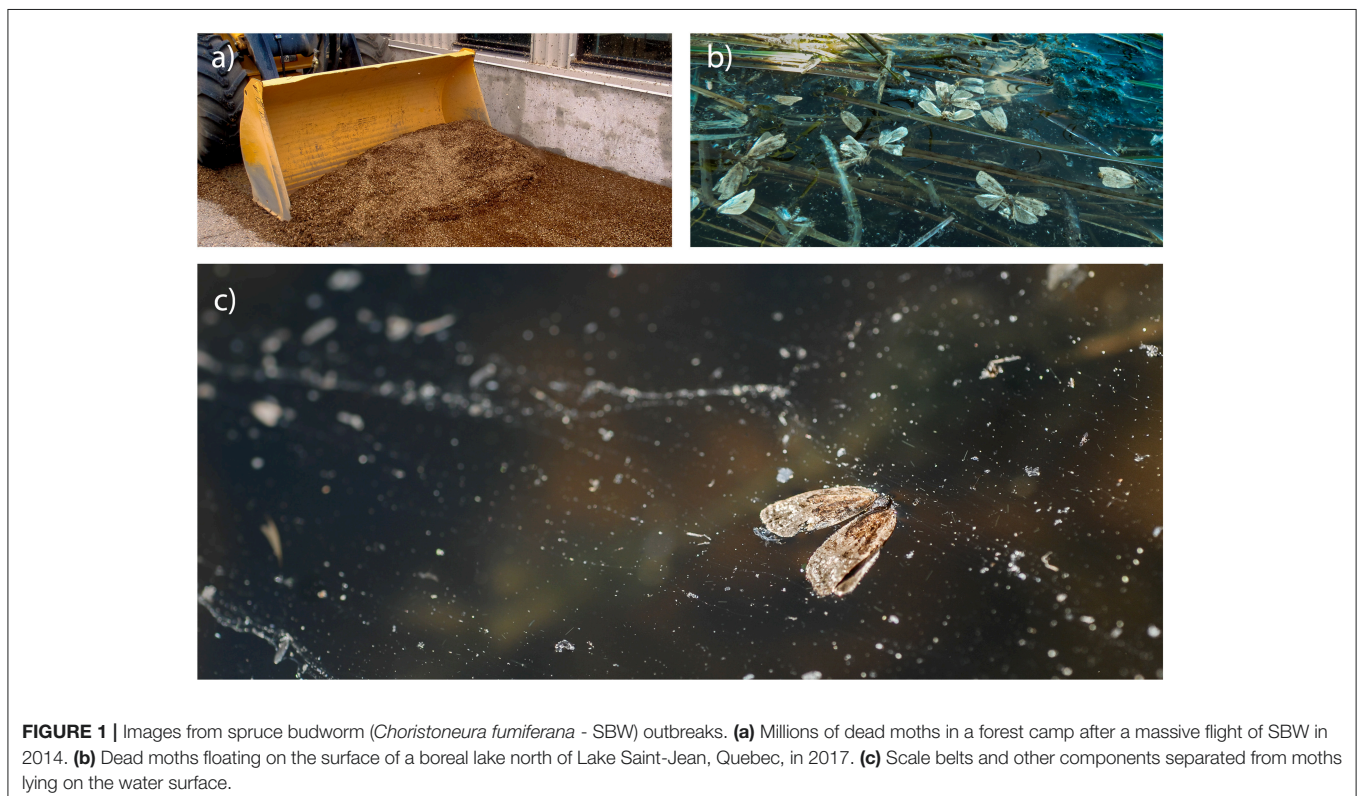 a)
b)
c)
FIGURE 1 | Images from spruce budworm (Choristoneura fumiferana - SBW) outbreaks. (a) Millions of dead moths in a forest camp after a massive flight of SBW in
2014. (b) Dead moths floating on the surface of a boreal lake north of Lake Saint-Jean, Quebec, in 2017. (c) Scale belts and other components separated from moths
lying on the water surface.